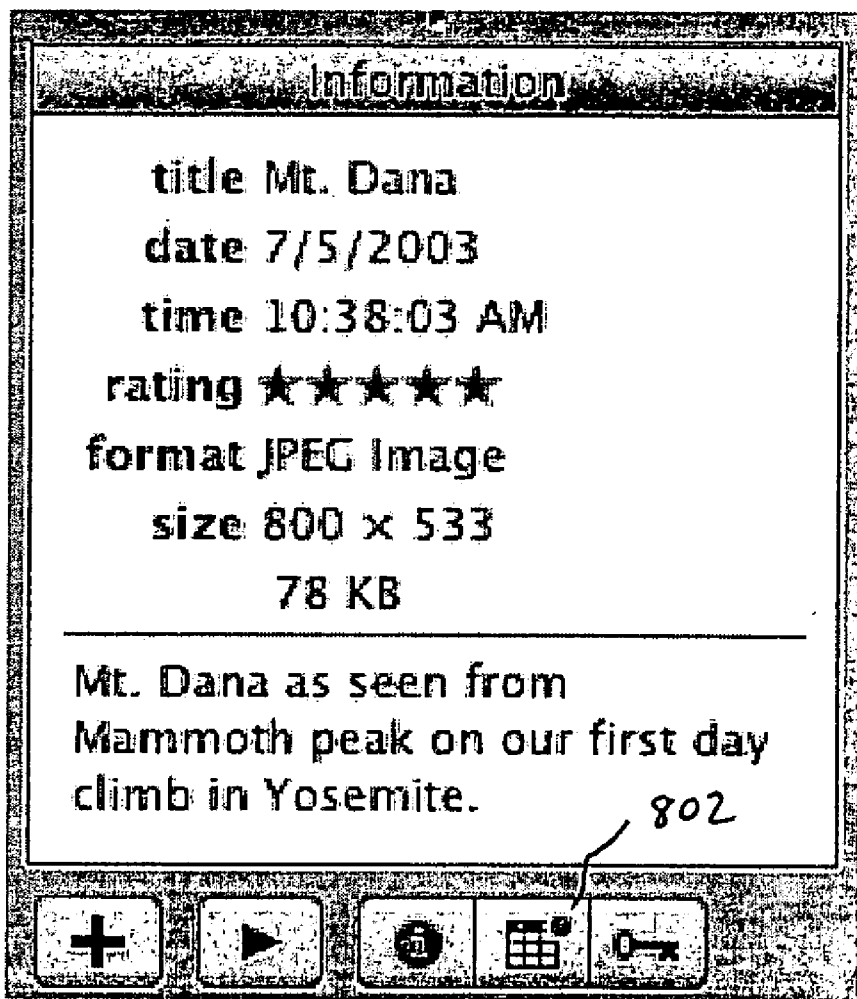 Information
title Mt. Dana
date 7/5/2003
time 10:38:03 AM
rating ★★★★★
format JPEG Image
size 800 × 533
78 KB
Mt. Dana as seen from
Mammoth peak on our first day
climb in Yosemite.
802